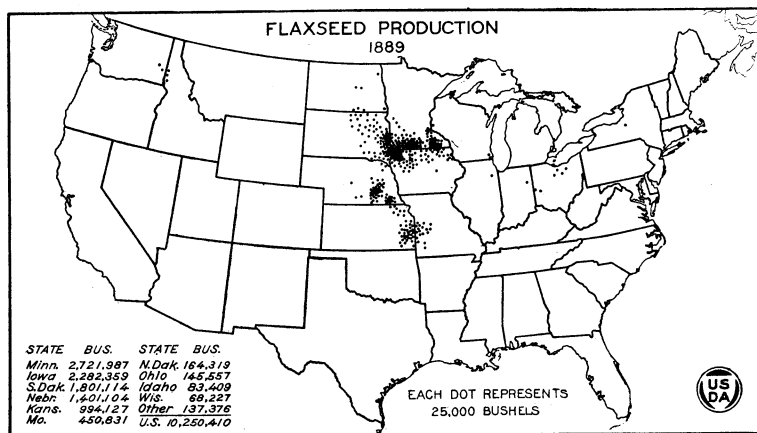 FLAXSEED PRODUCTION
1889
STATE BUS. STATE BUS.
Minn. 2,721,987 N.Dak. 164,319
Iowa 2,282,359 Ohio 145,557
S.Dak. 1,801,114 Idaho 83,409
Nebr. 1,401,104 Wis. 68,227
Kans. 994,127 Other 137,376
Mo. 450,831 U.S. 10,250,410
EACH DOT REPRESENTS
25,000 BUSHELS
US
DA